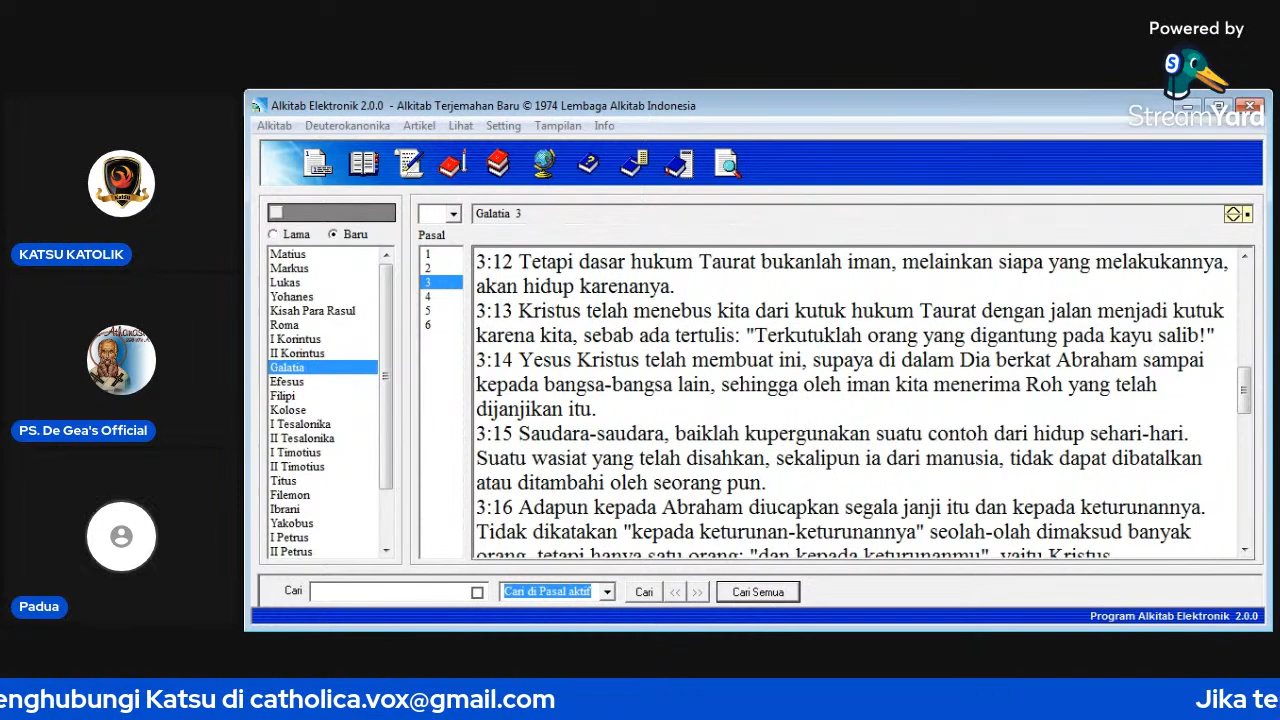 Powered by
StreamYard
Alkitab Elektronik 2.0.0 - Alkitab Terjemahan Baru © 1974 Lembaga Alkitab Indonesia
Alkitab Deuterokanonika Artikel Lihat Setting Tampilan Info
Lama Baru
Galatia 3
Pasal
Matius
Markus
Lukas
Yohanes
Kisah Para Rasul
Roma
I Korintus
II Korintus
Galatia
Efesus
Filipi
Kolose
I Tesalonika
II Tesalonika
I Timotius
II Timotius
Titus
Filemon
Ibrani
Yakobus
I Petrus
II Petrus
1
2
3
4
5
6
3:12 Tetapi dasar hukum Taurat bukanlah iman, melainkan siapa yang melakukannya,
akan hidup karenanya.
3:13 Kristus telah menebus kita dari kutuk hukum Taurat dengan jalan menjadi kutuk
karena kita, sebab ada tertulis: "Terkutuklah orang yang digantung pada kayu salib!"
3:14 Yesus Kristus telah membuat ini, supaya di dalam Dia berkat Abraham sampai
kepada bangsa-bangsa lain, sehingga oleh iman kita menerima Roh yang telah
dijanjikan itu.
3:15 Saudara-saudara, baiklah kupergunakan suatu contoh dari hidup sehari-hari.
Suatu wasiat yang telah disahkan, sekalipun ia dari manusia, tidak dapat dibatalkan
atau ditambahi oleh seorang pun.
3:16 Adapun kepada Abraham diucapkan segala janji itu dan kepada keturunannya.
Tidak dikatakan "kepada keturunan-keturunannya" seolah-olah dimaksud banyak
orang, tetapi hanya satu orang: "dan kepada keturunanmu", yaitu Kristus.
Cari Cari di Pasal aktif Cari << >> Cari Semua
Program Alkitab Elektronik 2.0.0
KATSU KATOLIK
PS. De Gea's Official
Padua
enghubungi Katsu di catholica.vox@gmail.com
Jika te